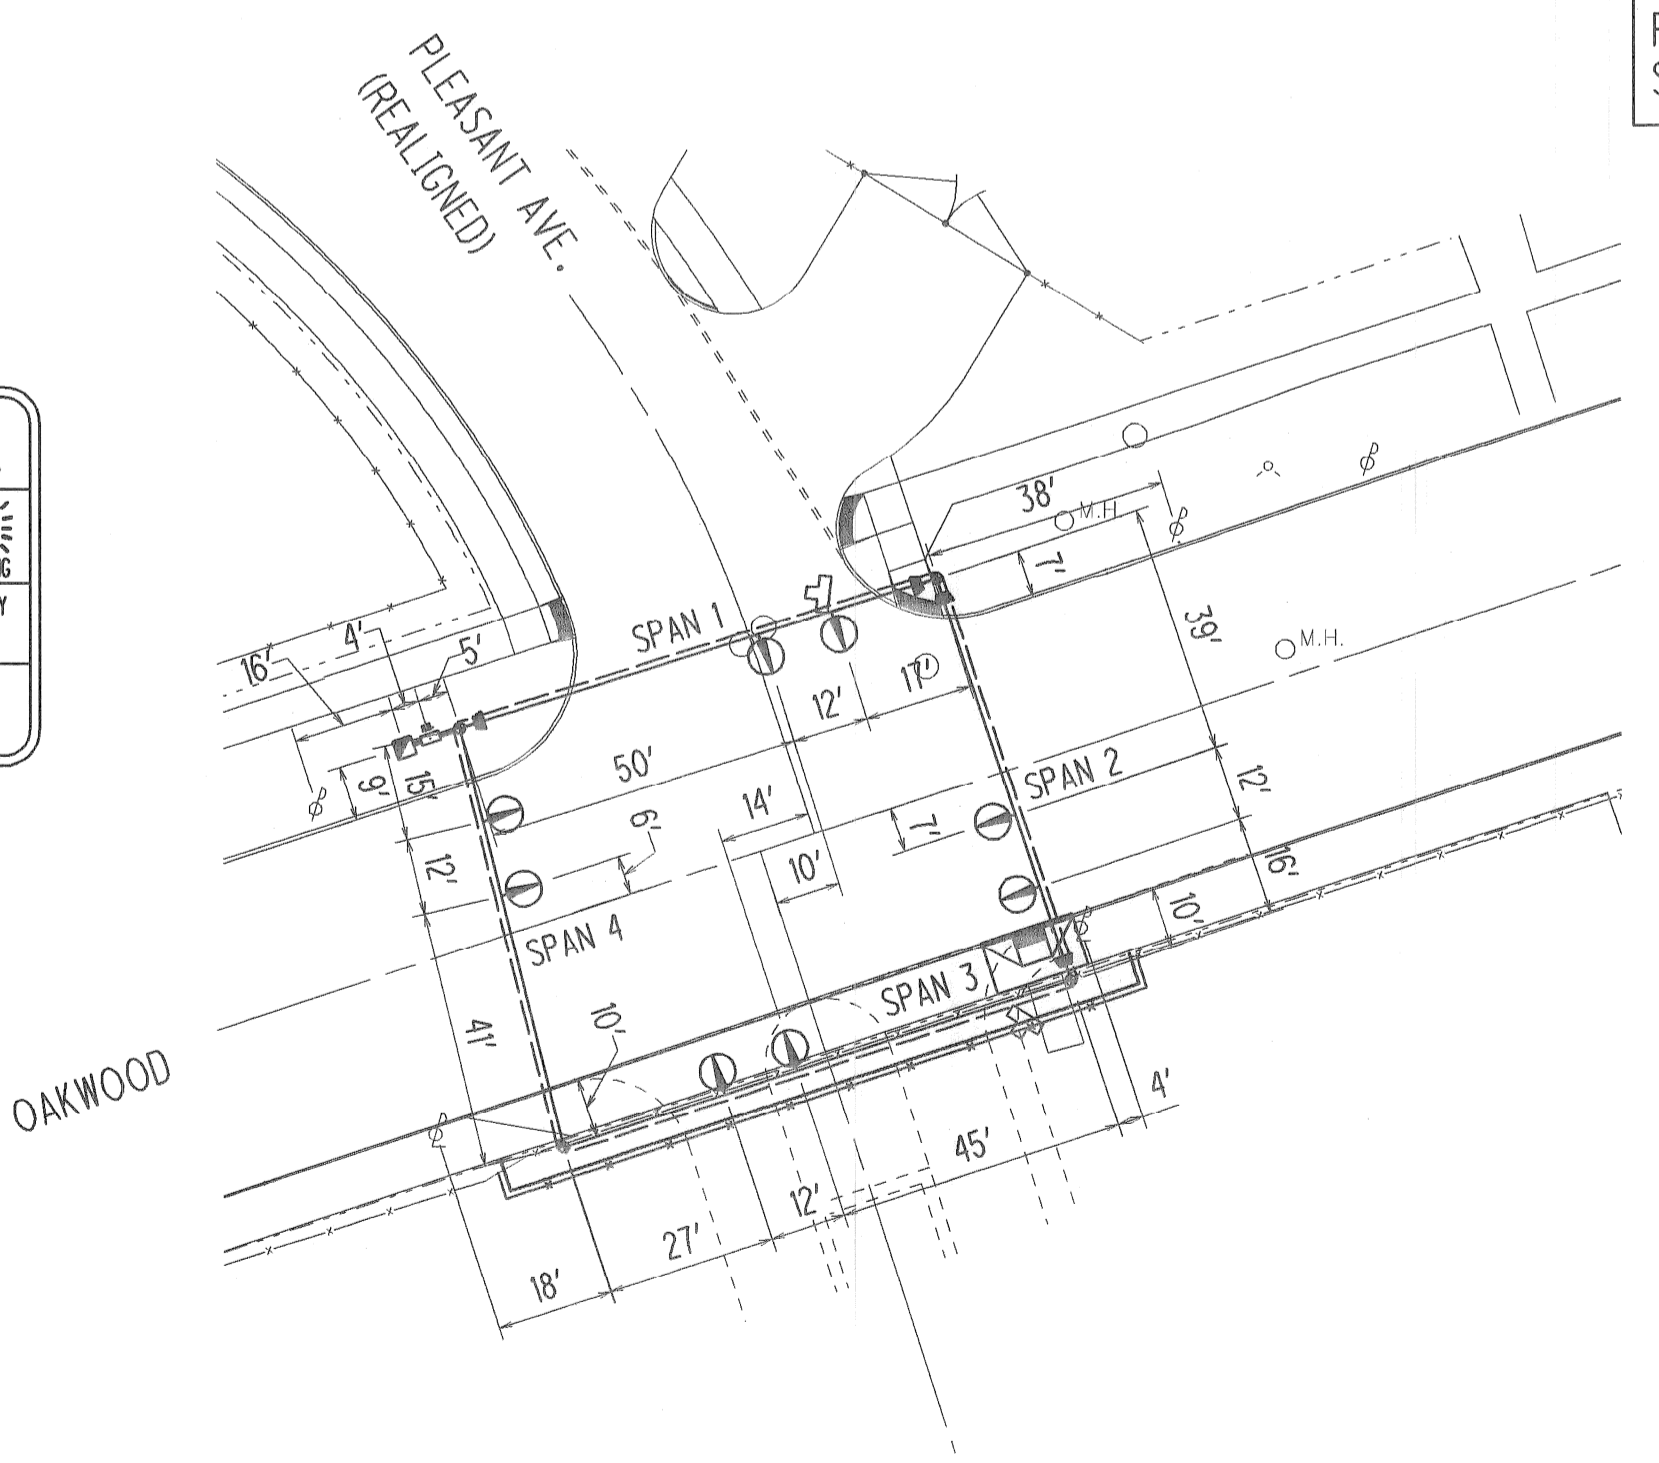 PLEASANT AVE.
(REALIGNED)
38'
M.H.
7'
39'
SPAN 1
4'
5'
16'
M.H.
17'
12'
50'
SPAN 2
12'
9'
15'
14'
6'
7'
12'
10'
16'
10'
SPAN 4
SPAN 3
41'
10'
OAKWOOD
4'
45'
12'
27'
18'